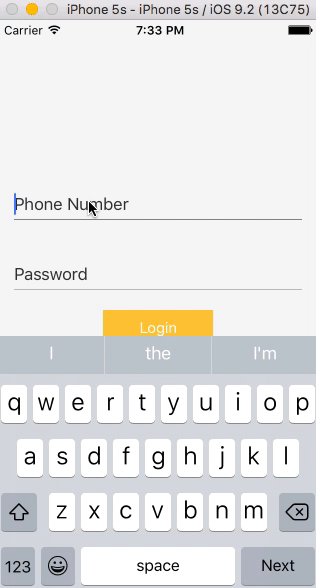 iPhone 5s - iPhone 5s / iOS 9.2 (13C75)
Carrier 7:33 PM
Phone Number
Password
Login
I the I'm
q w e r t y u i o p
a s d f g h j k l
z x c v b n m
123 space Next